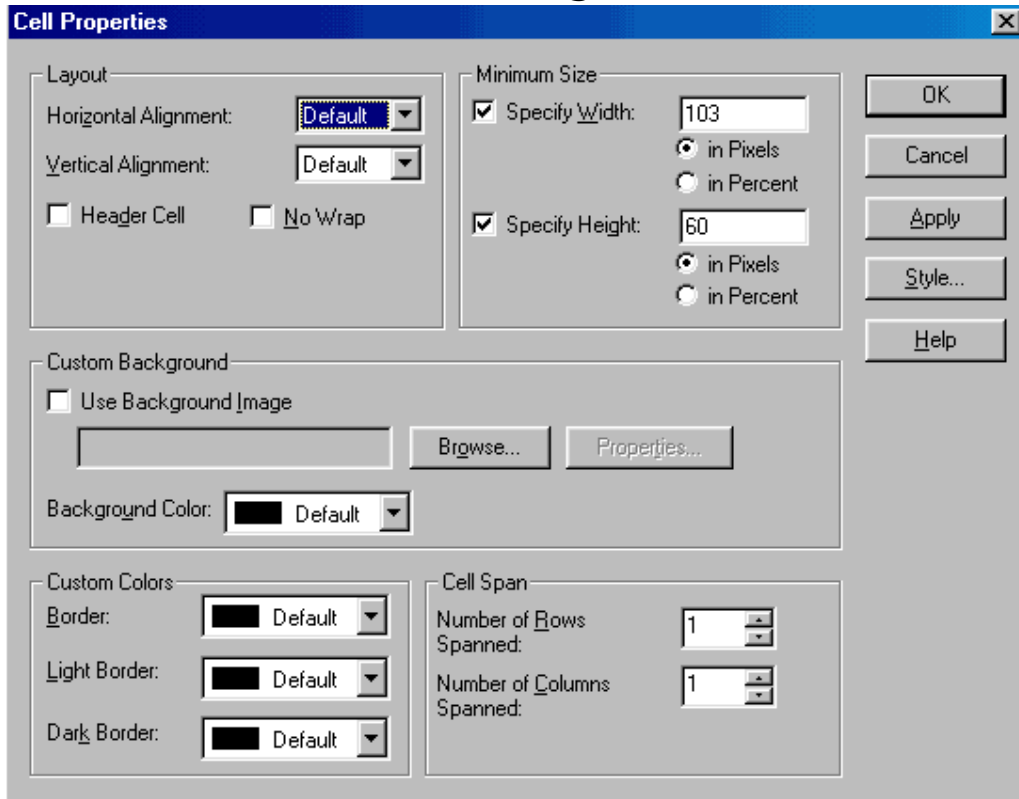 Cell Properties
Layout
Horizontal Alignment: Default
Vertical Alignment: Default
Header Cell No Wrap
Minimum Size
Specify Width: 103
in Pixels
in Percent
Specify Height: 60
in Pixels
in Percent
OK
Cancel
Apply
Style...
Help
Custom Background
Use Background Image
Browse... Properties...
Background Color: Default
Custom Colors
Border: Default
Light Border: Default
Dark Border: Default
Cell Span
Number of Rows
Spanned:
1
Number of Columns
Spanned:
1